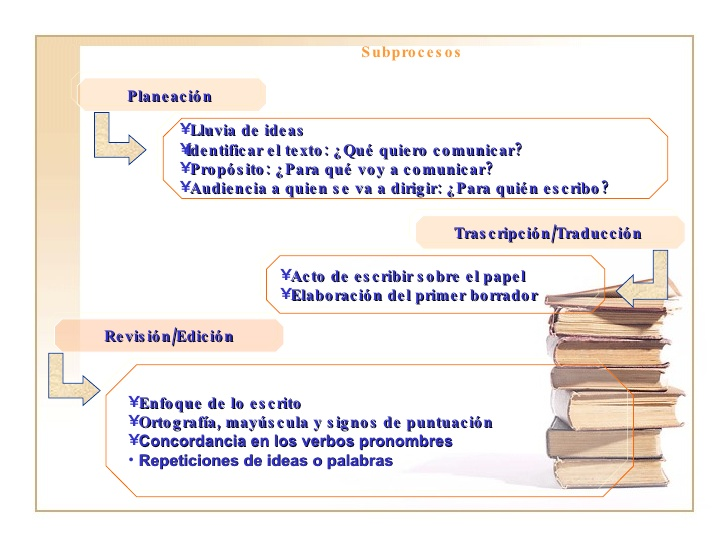 Subprocesos
Planeación
•Lluvia de ideas
•Identificar el texto: ¿Qué quiero comunicar?
•Propósito: ¿Para qué voy a comunicar?
•Audiencia a quien se va a dirigir: ¿Para quién escribo?
Trascripción/Traducción
•Acto de escribir sobre el papel
•Elaboración del primer borrador
Revisión/Edición
•Enfoque de lo escrito
•Ortografía, mayúscula y signos de puntuación
•Concordancia en los verbos pronombres
• Repeticiones de ideas o palabras